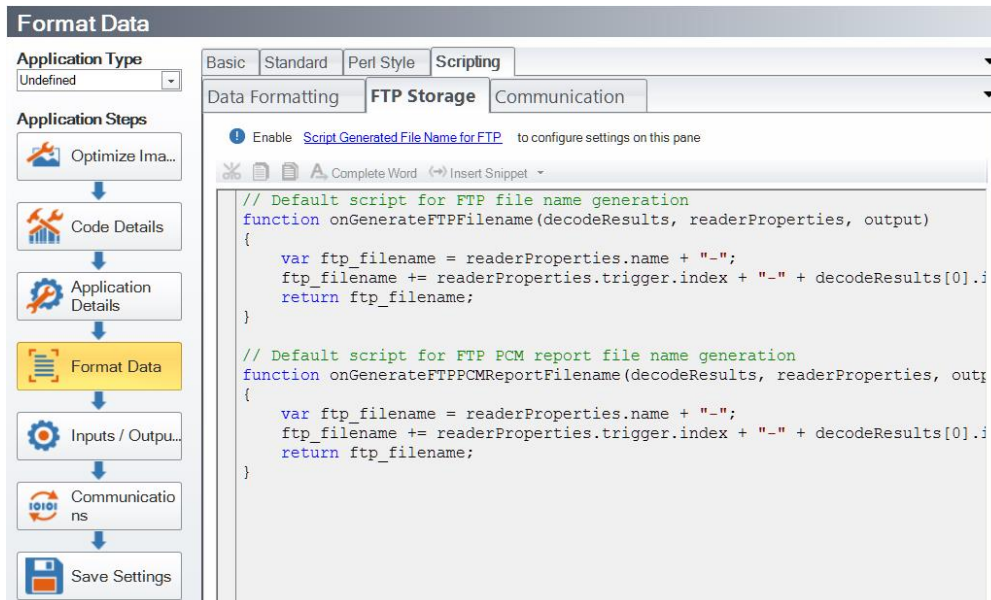 Format Data
Application Type
Undefined
Application Steps
Optimize Ima...
Code Details
Application
Details
Format Data
Inputs / Outpu...
Communicatio
ns
Save Settings
Basic Standard Perl Style Scripting
Data Formatting FTP Storage Communication
Enable Script Generated File Name for FTP to configure settings on this pane
Complete Word Insert Snippet
// Default script for FTP file name generation
function onGenerateFTPFilename(decodeResults, readerProperties, output)
{
var ftp_filename = readerProperties.name + "-";
ftp_filename += readerProperties.trigger.index + "-" + decodeResults[0].i
return ftp_filename;
}
// Default script for FTP PCM report file name generation
function onGenerateFTPPCMReportFilename(decodeResults, readerProperties, outp
{
var ftp_filename = readerProperties.name + "-";
ftp_filename += readerProperties.trigger.index + "-" + decodeResults[0].i
return ftp_filename;
}